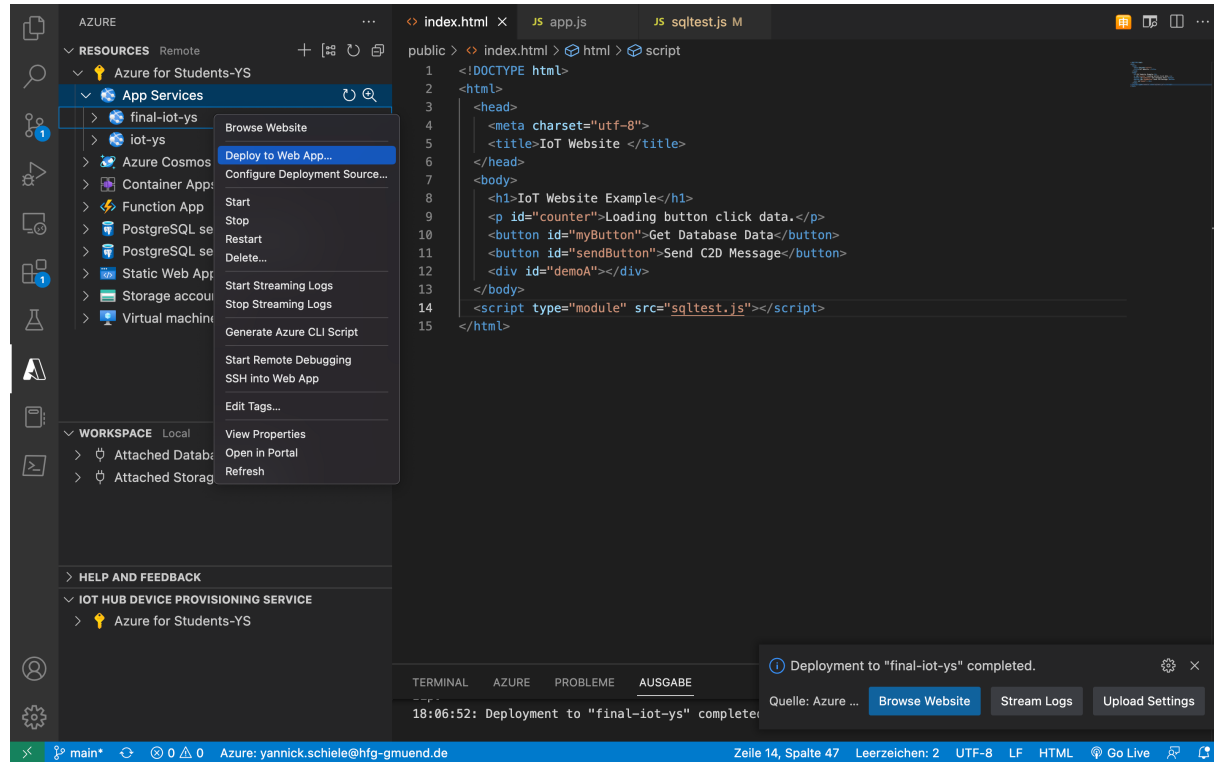 AZURE
index.html
JS app.js
JS sqltest.js M
RESOURCES Remote
public > index.html > html > script
Azure for Students-YS
App Services
final-iot-ys
iot-ys
Azure Cosmos
Container Apps
Function App
PostgreSQL se
PostgreSQL se
Static Web App
Storage accou
Virtual machine
Browse Website
Deploy to Web App...
Configure Deployment Source...
Start
Stop
Restart
Delete...
Start Streaming Logs
Stop Streaming Logs
Generate Azure CLI Script
Start Remote Debugging
SSH into Web App
Edit Tags...
View Properties
Open in Portal
Refresh
1 <!DOCTYPE html>
2 <html>
3 <head>
4 <meta charset="utf-8">
5 <title>IoT Website </title>
6 </head>
7 <body>
8 <h1>IoT Website Example</h1>
9 <p id="counter">Loading button click data.</p>
10 <button id="myButton">Get Database Data</button>
11 <button id="sendButton">Send C2D Message</button>
12 <div id="demoA"></div>
13 </body>
14 <script type="module" src="sqltest.js"></script>
15 </html>
WORKSPACE Local
Attached Databa
Attached Storag
HELP AND FEEDBACK
IOT HUB DEVICE PROVISIONING SERVICE
Azure for Students-YS
1
1
TERMINAL AZURE PROBLEME AUSGABE
18:06:52: Deployment to "final-iot-ys" complete
Deployment to "final-iot-ys" completed.
Quelle: Azure ...
Browse Website
Stream Logs
Upload Settings
main* 0 0 Azure: yannick.schiele@hfg-gmuend.de
Zeile 14, Spalte 47 Leerzeichen: 2 UTF-8 LF HTML Go Live